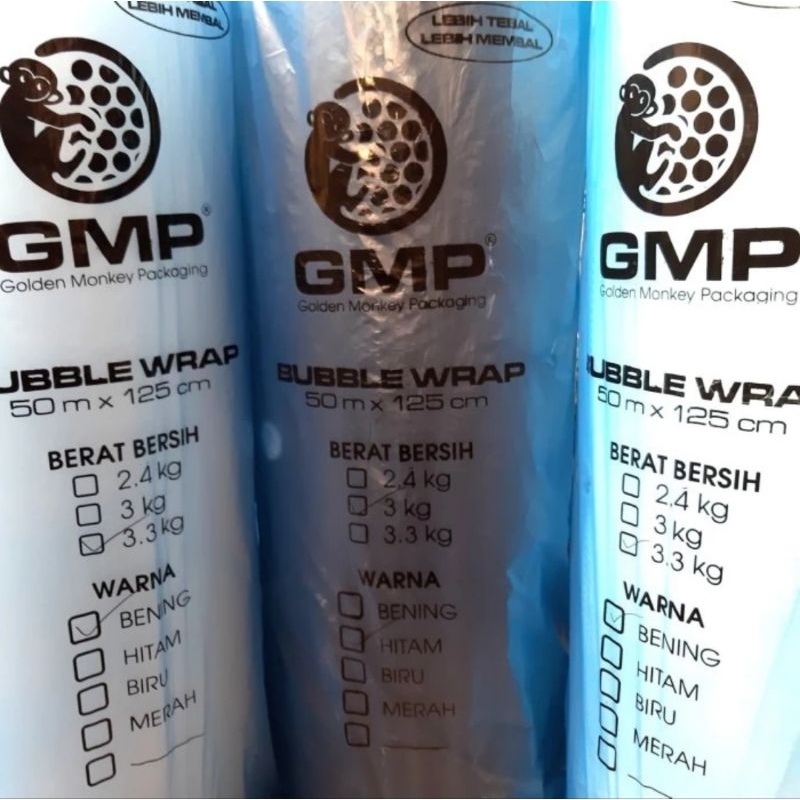 LEBIH MEMBAL
GMP®
Golden Monkey Packaging
UBBLE WRAP
50 m x 125 cm
BERAT BERSIH
2.4 kg
3 kg
3.3 kg
WARNA
BENING
HITAM
BIRU
MERAH
LEBIH TEBAL
LEBIH MEMBAL
GMP®
Golden Monkey Packaging
BUBBLE WRAP
50 m x 125 cm
BERAT BERSIH
2.4 kg
3 kg
3.3 kg
WARNA
BENING
HITAM
BIRU
MERAH
GMP
Golden Monkey Packaging
UBBLE WRA
50 m x 125 cm
BERAT BERSIH
2.4 kg
3 kg
3.3 kg
WARNA
BENING
HITAM
BIRU
MERAH